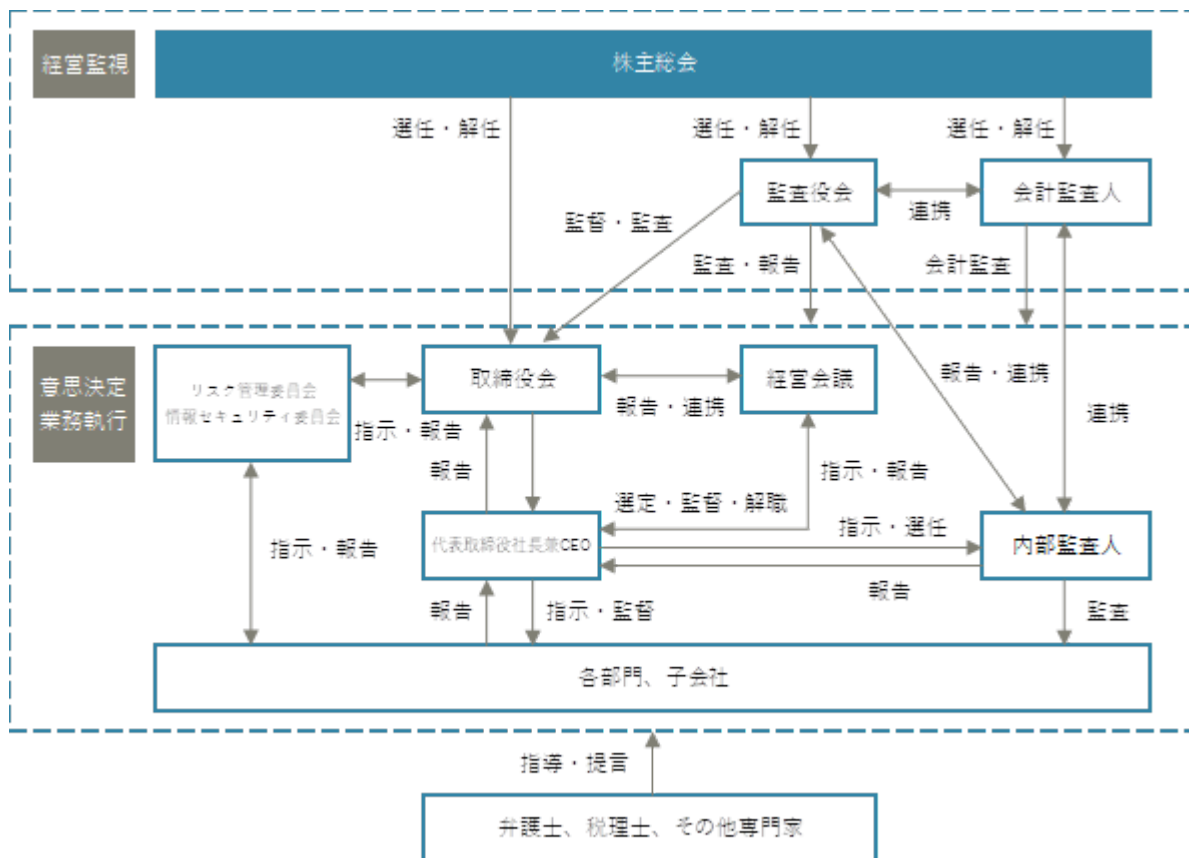 経営監視
株主総会
選任・解任
選任・解任
選任・解任
監査役会
会計監査人
連携
監督・監査
監査・報告
会計監査
意思決定
業務執行
リスク管理委員会
情報セキュリティ委員会
取締役会
経営会議
報告・連携
報告・連携
連携
指示・報告
報告
指示・報告
選定・監督・解職
指示・選任
指示・報告
代表取締役社長兼CEO
内部監査人
報告
報告
指示・監督
監査
各部門、子会社
指導・提言
弁護士、税理士、その他専門家